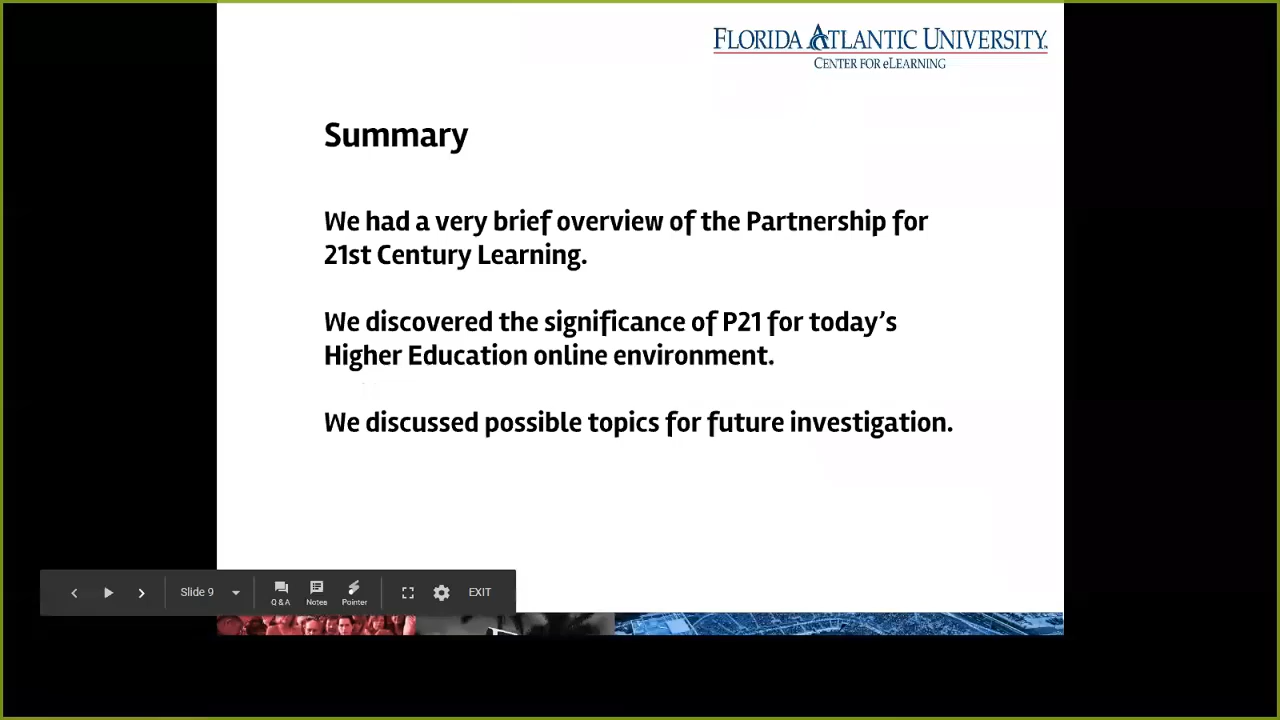 FLORIDA ATLANTIC UNIVERSITY
CENTER FOR eLEARNING
Summary
We had a very brief overview of the Partnership for
21st Century Learning.
We discovered the significance of P21 for today's
Higher Education online environment.
We discussed possible topics for future investigation.
Slide 9
Q & A
Notes
Pointer
EXIT